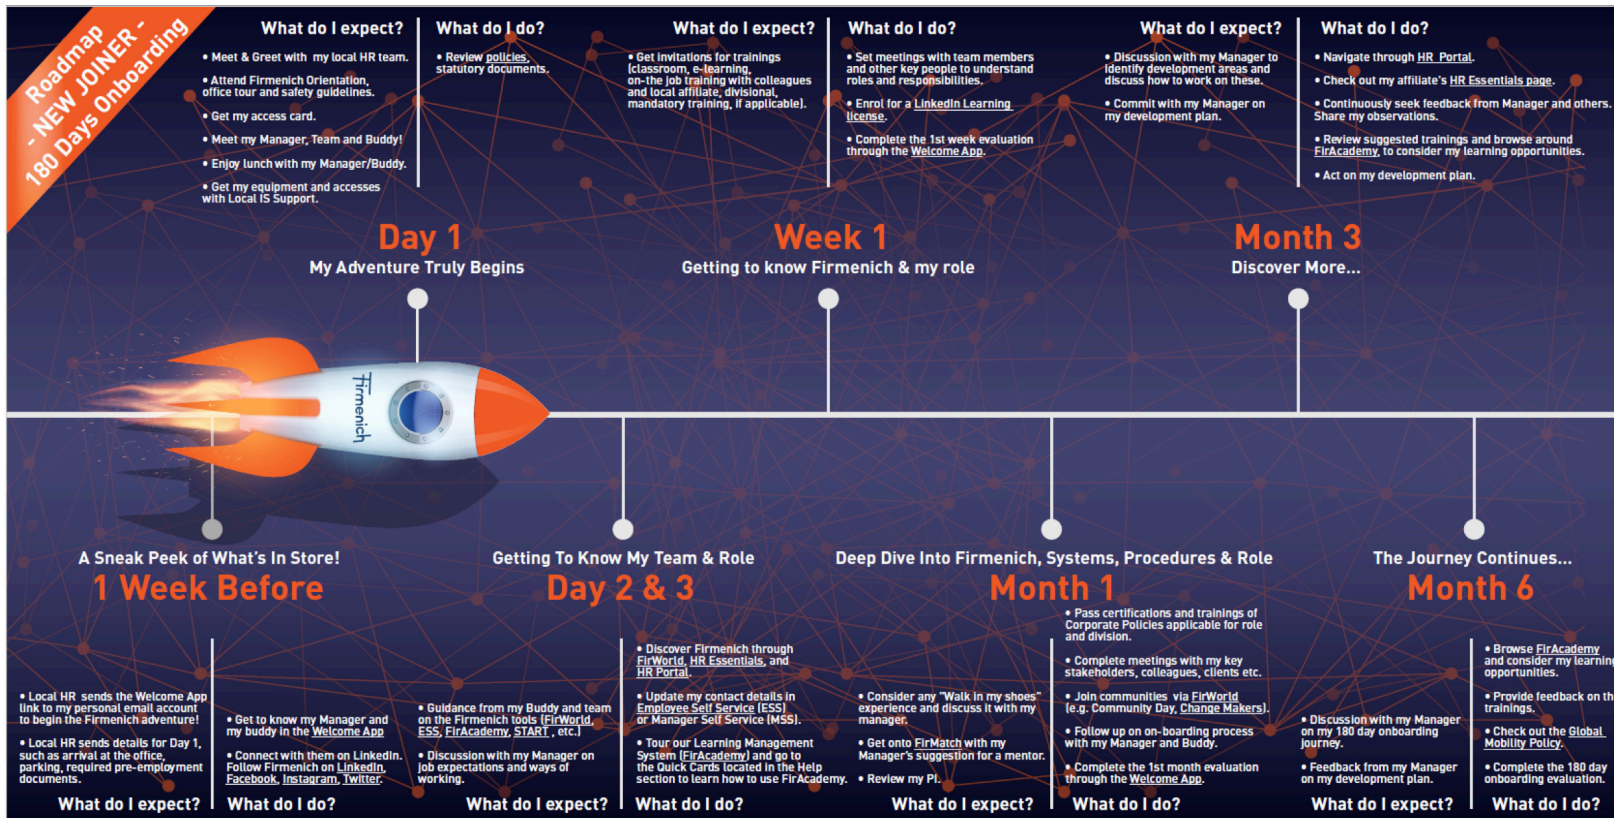 Roadmap
- NEW JOINER -
180 Days Onboarding
What do I expect?
• Meet & Greet with my local HR team.
• Attend Firmenich Orientation,
office tour and safety guidelines.
• Get my access card.
• Meet my Manager, Team and Buddy!
• Enjoy lunch with my Manager/Buddy.
• Get my equipment and accesses
with Local IS Support.
What do I do?
• Review policies,
statutory documents.
Day 1
My Adventure Truly Begins
What do I expect?
• Get invitations for trainings
(classroom, e-learning,
on-the job training with colleagues
and local affiliate, divisional,
mandatory training, if applicable).
What do I do?
• Set meetings with team members
and other key people to understand
roles and responsibilities.
• Enrol for a LinkedIn Learning
license.
• Complete the 1st week evaluation
through the Welcome App.
Week 1
Getting to know Firmenich & my role
What do I expect?
• Discussion with my Manager to
identify development areas and
discuss how to work on these.
• Commit with my Manager on
my development plan.
What do I do?
• Navigate through HR Portal.
• Check out my affiliate's HR Essentials page.
• Continuously seek feedback from Manager and others.
Share my observations.
• Review suggested trainings and browse around
FirAcademy, to consider my learning opportunities.
• Act on my development plan.
Month 3
Discover More...
Firmenich
A Sneak Peek of What's In Store!
1 Week Before
• Local HR sends the Welcome App
link to my personal email account
to begin the Firmenich adventure!
• Local HR sends details for Day 1,
such as arrival at the office,
parking, required pre-employment
documents.
What do I expect?
• Get to know my Manager and
my buddy in the Welcome App
• Connect with them on LinkedIn.
Follow Firmenich on LinkedIn,
Facebook, Instagram, Twitter.
What do I do?
Getting To Know My Team & Role
Day 2 & 3
• Guidance from my Buddy and team
on the Firmenich tools (FirWorld,
ESS, FirAcademy, START , etc.)
• Discussion with my Manager on
job expectations and ways of
working.
What do I expect?
• Discover Firmenich through
FirWorld, HR Essentials, and
HR Portal.
• Update my contact details in
Employee Self Service (ESS)
or Manager Self Service (MSS).
• Tour our Learning Management
System (FirAcademy) and go to
the Quick Cards located in the Help
section to learn how to use FirAcademy.
What do I do?
Deep Dive Into Firmenich, Systems, Procedures & Role
Month 1
• Consider any "Walk in my shoes"
experience and discuss it with my
manager.
• Get onto FirMatch with my
Manager's suggestion for a mentor.
• Review my PI.
What do I expect?
• Pass certifications and trainings of
Corporate Policies applicable for role
and division.
• Complete meetings with my key
stakeholders, colleagues, clients etc.
• Join communities via FirWorld
(e.g. Community Day, Change Makers).
• Follow up on on-boarding process
with my Manager and Buddy.
• Complete the 1st month evaluation
through the Welcome App.
What do I do?
The Journey Continues...
Month 6
• Discussion with my Manager
on my 180 day onboarding
journey.
• Feedback from my Manager
on my development plan.
What do I expect?
• Browse FirAcademy
and consider my learning
opportunities.
• Provide feedback on th
trainings.
• Check out the Global
Mobility Policy.
• Complete the 180 day
onboarding evaluation.
What do I do?